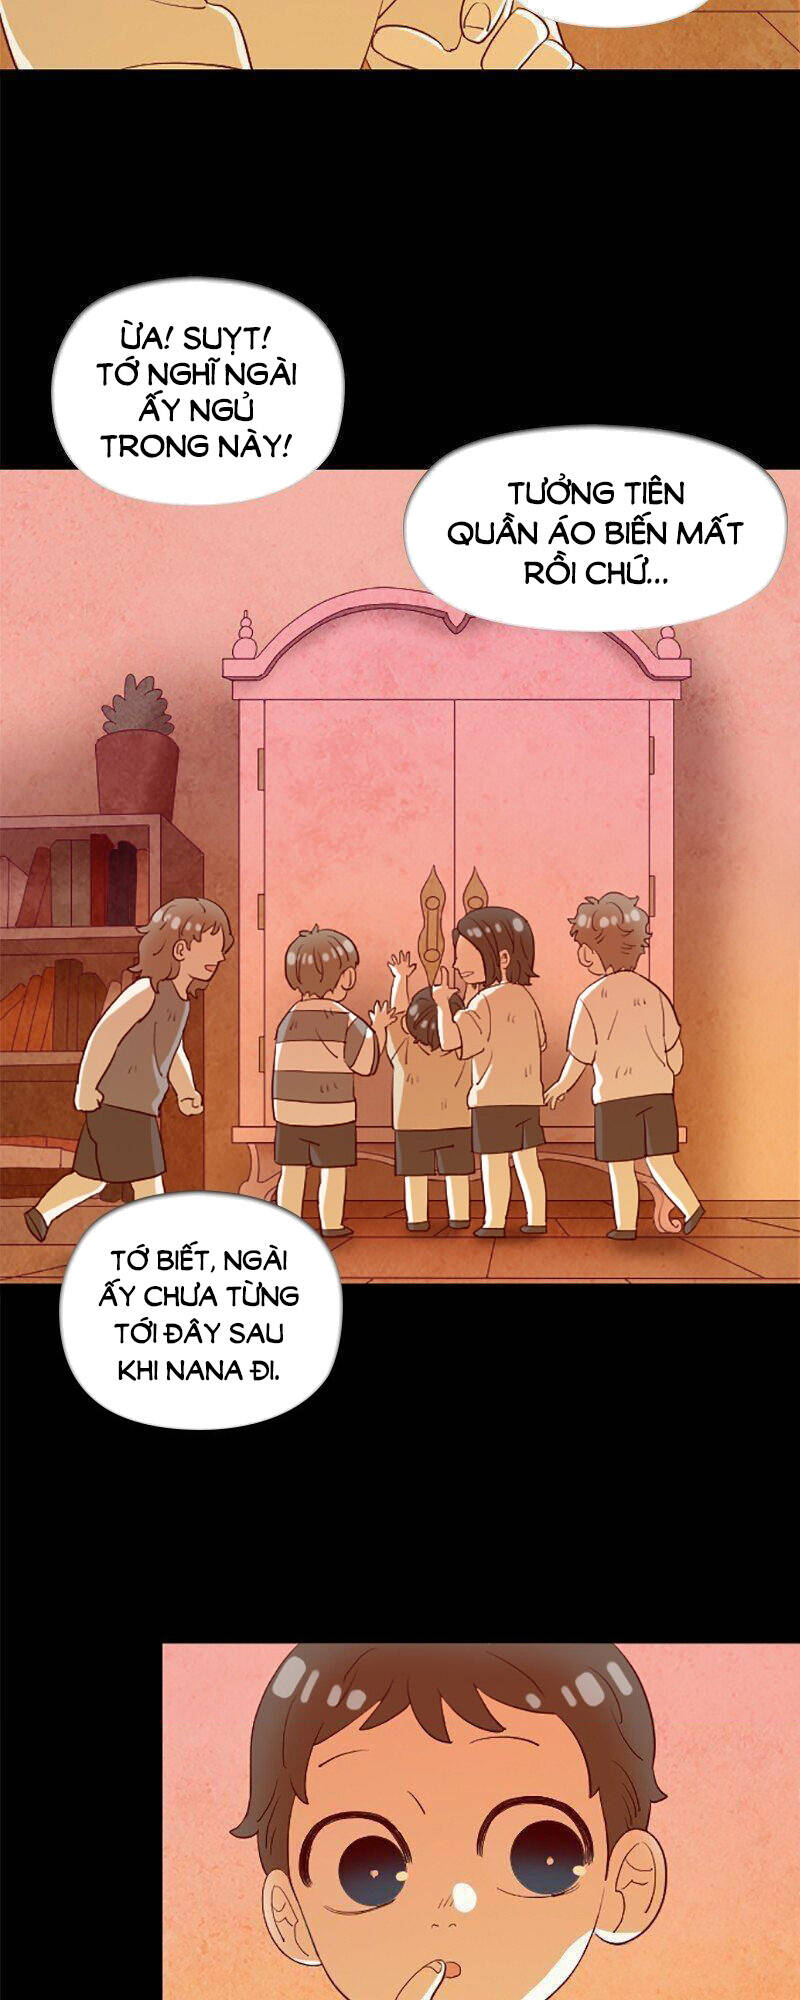 ỪA! SUỴT!
TỚ NGHĨ NGÀI
ẤY NGỦ
TRONG NÀY!
TƯỞNG TIÊN
QUẦN ÁO BIẾN MẤT
RỒI CHỨ...
TỚ BIẾT, NGÀI
ẤY CHƯA TỪNG
TỚI ĐÂY SAU
KHI NANA ĐI.